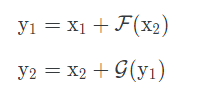 y₁ = x₁ + ℱ(x₂)
y₂ = x₂ + 𝒢(y₁)